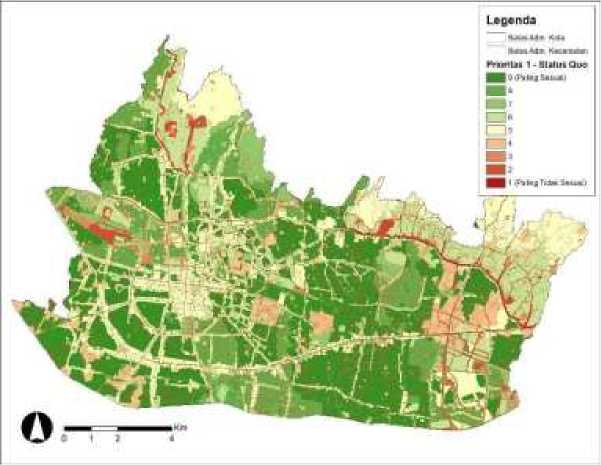 Legenda
Batas Adm. Kota
Batas Adm. Kecamatan
Prioritas 1 - Status Quo
9 (Paling Sesuai)
8
7
6
5
4
3
2
1 (Paling Tidak Sesuai)
Km
0 1 2 4